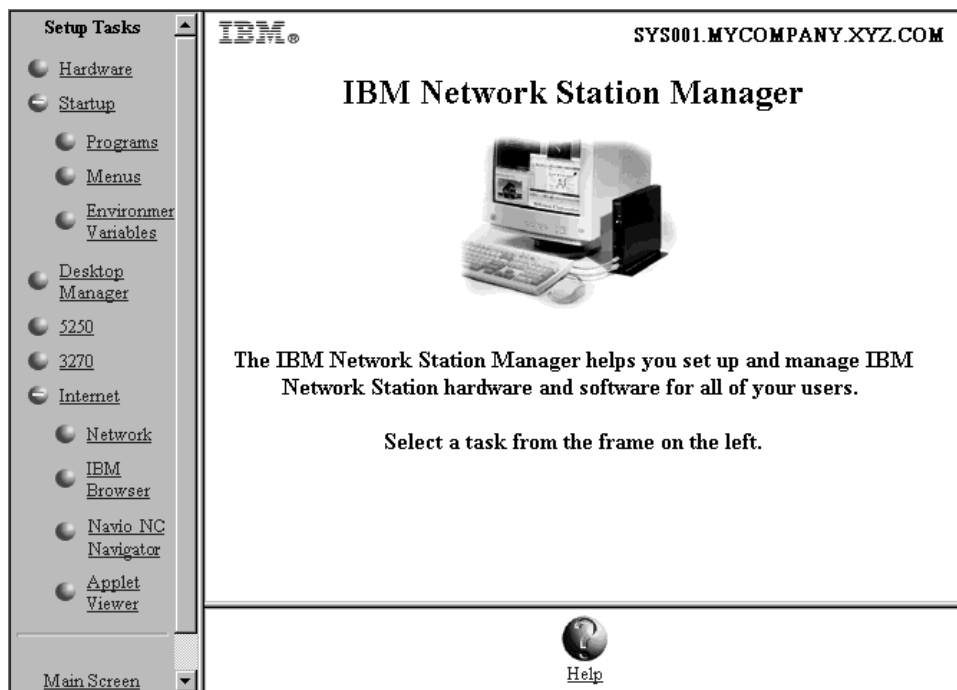 Setup Tasks
Hardware
Startup
Programs
Menus
Environmer
Variables
Desktop
Manager
5250
3270
Internet
Network
IBM
Browser
Navio NC
Navigator
Applet
Viewer
Main Screen
IBM®
SYS001.MYCOMPANY.XYZ.COM
IBM Network Station Manager
The IBM Network Station Manager helps you set up and manage IBM
Network Station hardware and software for all of your users.
Select a task from the frame on the left.
?
Help